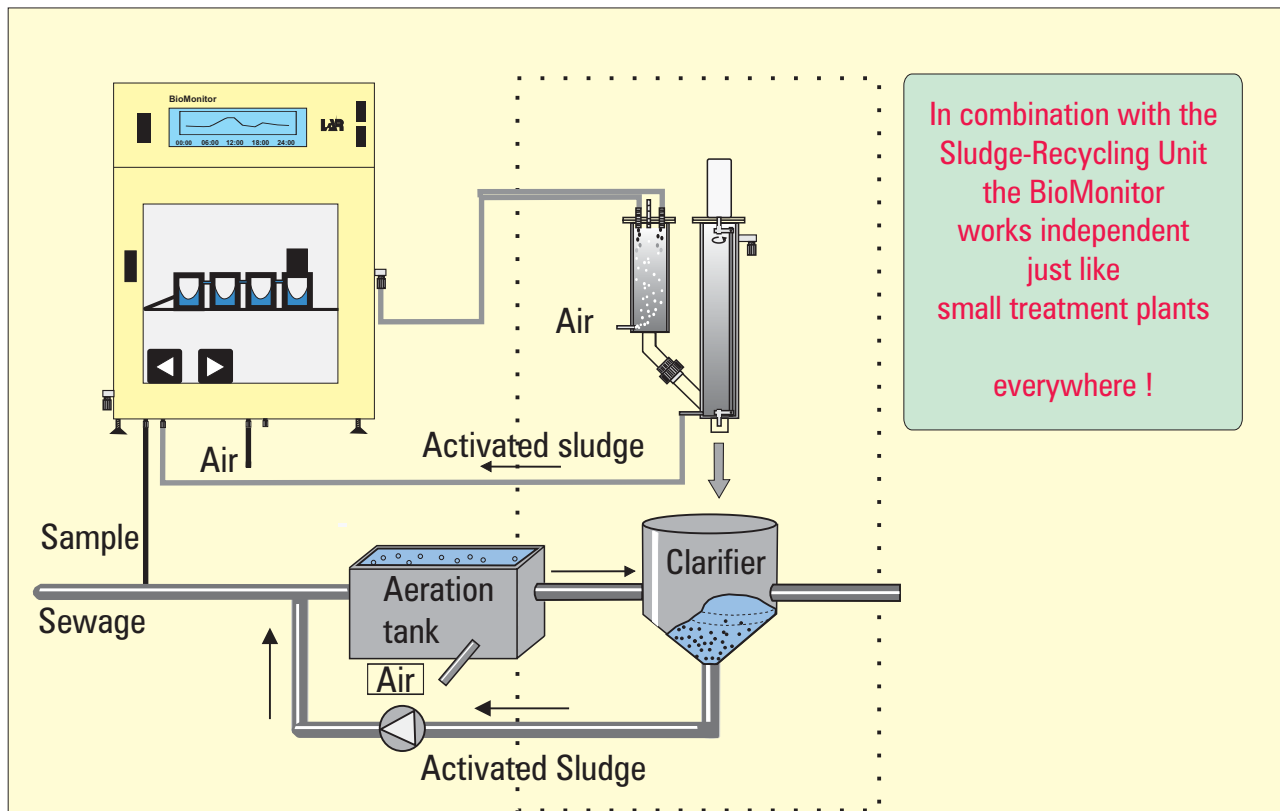 BioMonitor
LAR
00:00 06:00 12:00 18:00 24:00
In combination with the
Sludge-Recycling Unit
the BioMonitor
works independent
just like
small treatment plants
everywhere !
Air
Air
Activated sludge
Sample
Sewage
Aeration
tank
Clarifier
Air
Activated Sludge